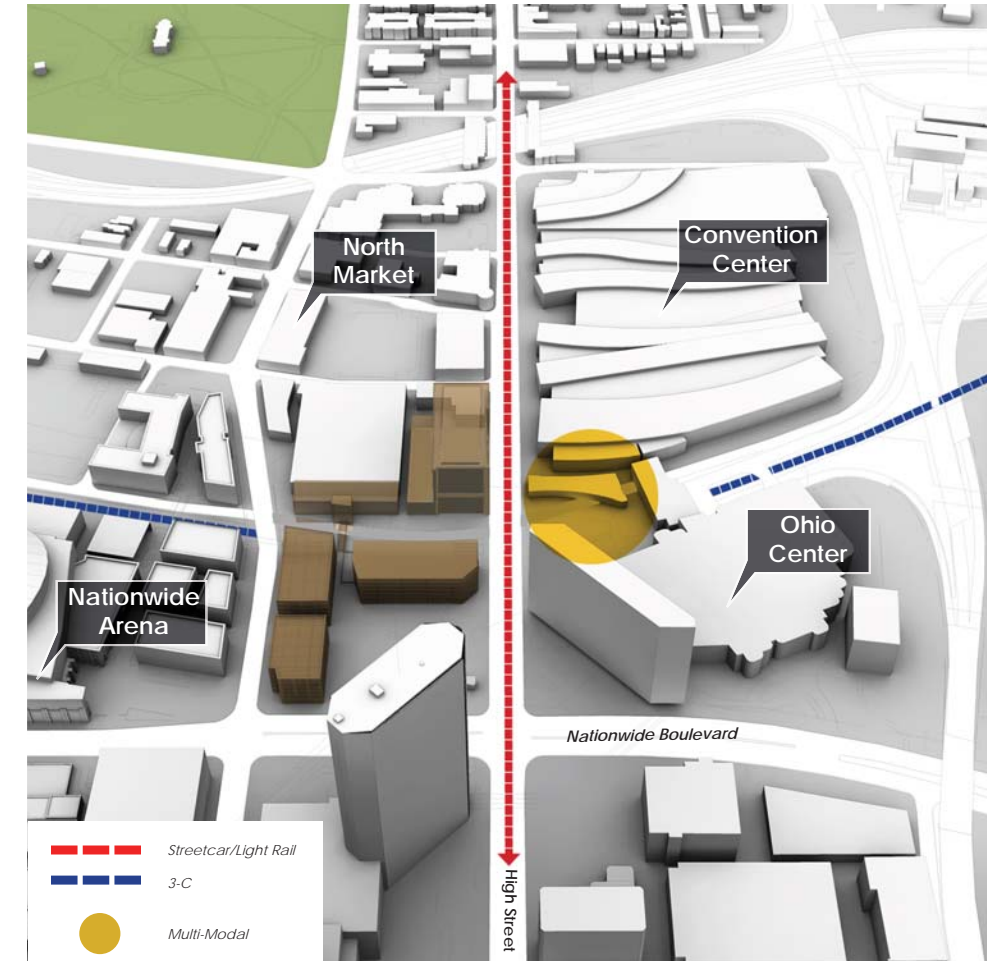 North
Market
Convention
Center
Ohio
Center
Nationwide
Arena
Nationwide Boulevard
High Street
Streetcar/Light Rail
3-C
Multi-Modal